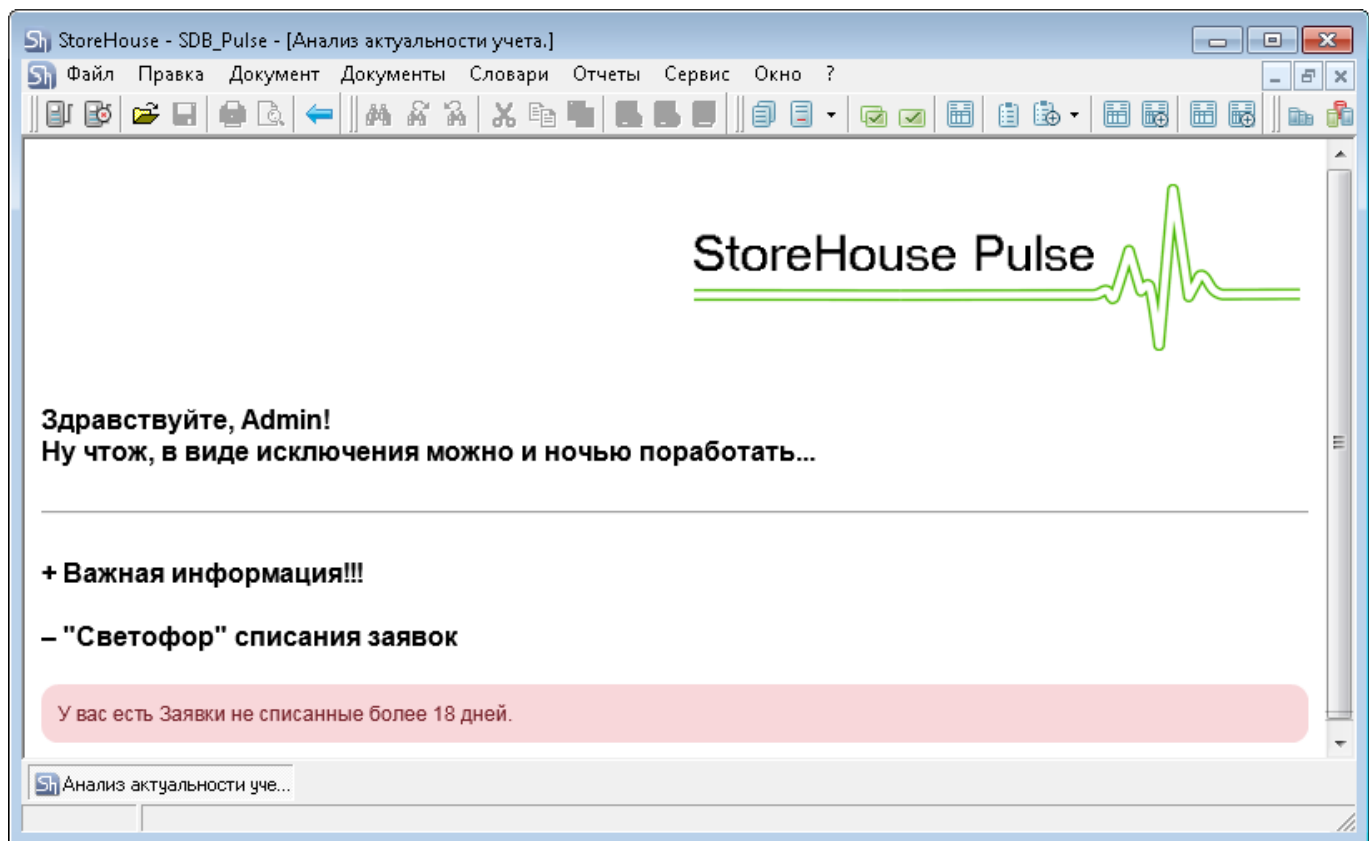 StoreHouse - SDB_Pulse - [Анализ актуальности учета.]
Файл Правка Документ Документы Словари Отчеты Сервис Окно ?
StoreHouse Pulse
Здравствуйте, Admin!
Ну чтож, в виде исключения можно и ночью поработать...
+ Важная информация!!!
– "Светофор" списания заявок
У вас есть Заявки не списанные более 18 дней.
Анализ актуальности уче...